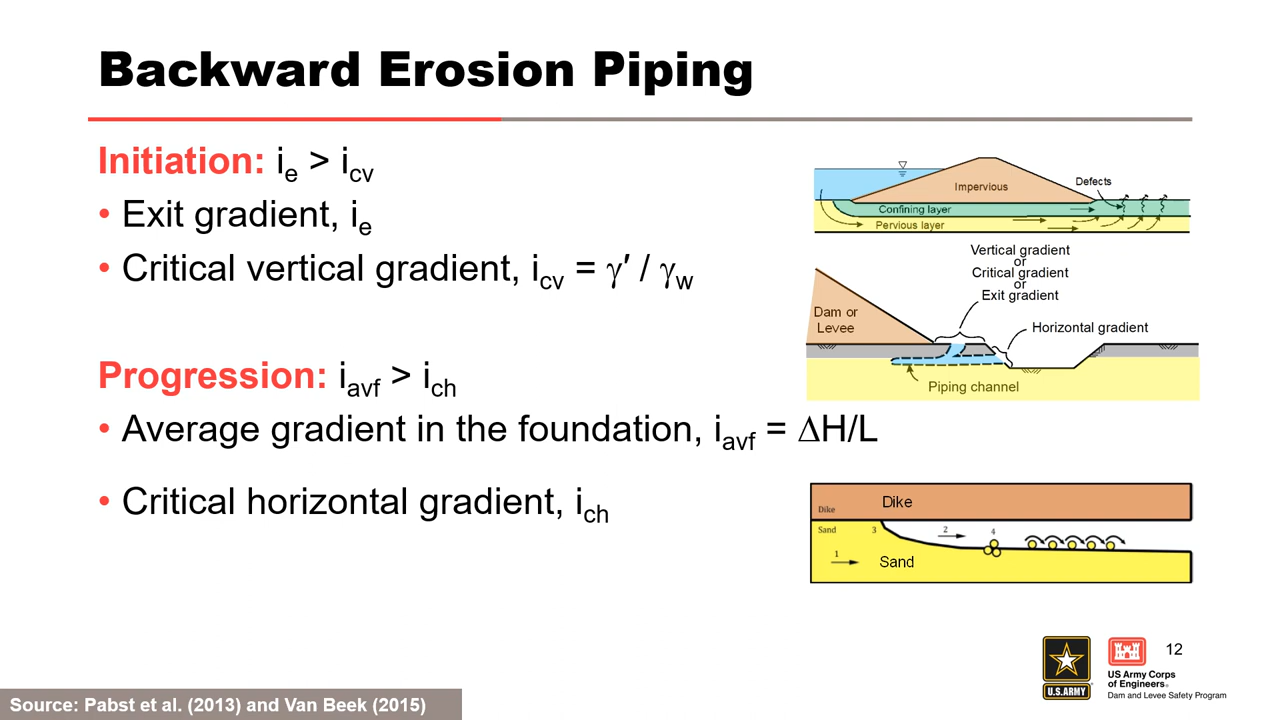 Backward Erosion Piping
Initiation: ie > icv
• Exit gradient, ie
• Critical vertical gradient, icv = γ′ / γw
Progression: iavf > ich
• Average gradient in the foundation, iavf = ΔH/L
• Critical horizontal gradient, ich
Impervious
Defects
Confining layer
Pervious layer
Vertical gradient
or
Critical gradient
or
Exit gradient
Dam or
Levee
Horizontal gradient
Piping channel
Dike
Dike
Sand
3
2
4
1
Sand
12
U.S.ARMY
US Army Corps
of Engineers®
Dam and Levee Safety Program
Source: Pabst et al. (2013) and Van Beek (2015)